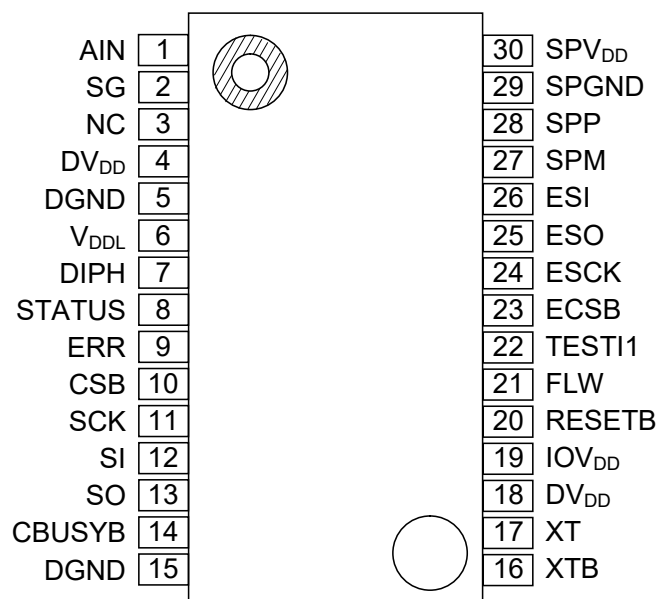 AIN 1 30 SPVDD
SG 2 29 SPGND
NC 3 28 SPP
DVDD 4 27 SPM
DGND 5 26 ESI
VDDL 6 25 ESO
DIPH 7 24 ESCK
STATUS 8 23 ECSB
ERR 9 22 TESTI1
CSB 10 21 FLW
SCK 11 20 RESETB
SI 12 19 IOVDD
SO 13 18 DVDD
CBUSYB 14 17 XT
DGND 15 16 XTB